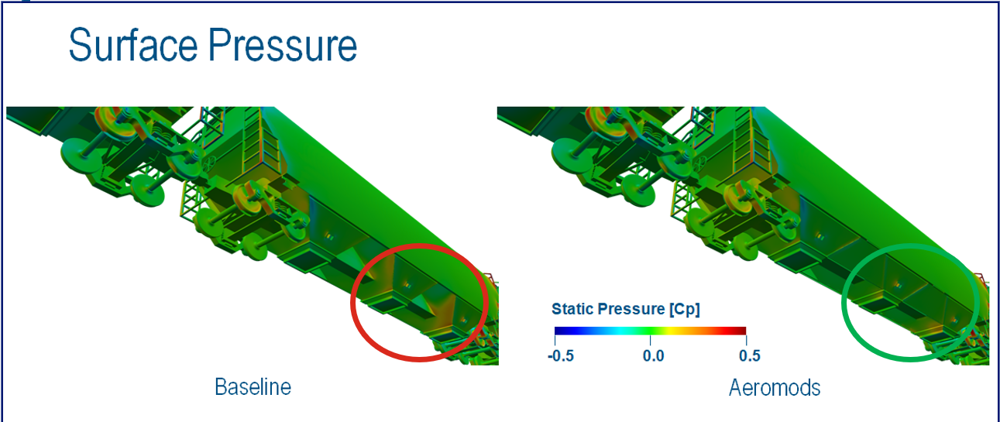 Surface Pressure
Static Pressure [Cp]
-0.5 0.0 0.5
Baseline
Aeromods